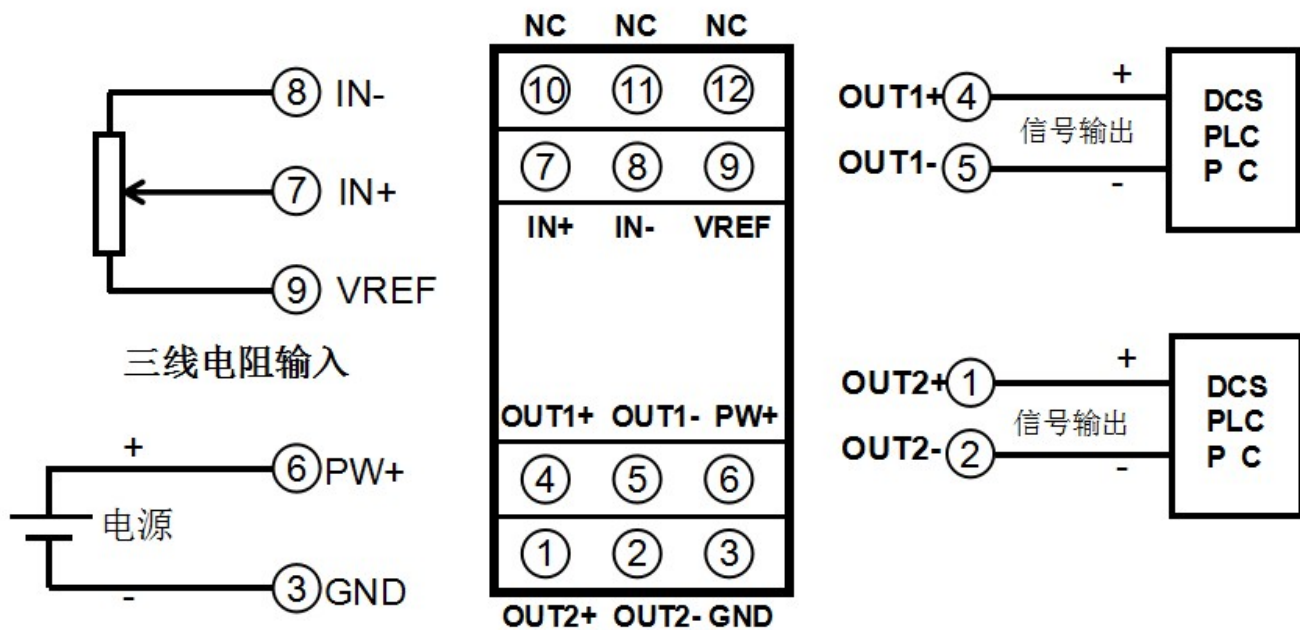 ⑧ IN-
⑦ IN+
⑨ VREF
三线电阻输入
+
电源
-
⑥ PW+
③ GND
NC NC NC
⑩ ⑪ ⑫
⑦ ⑧ ⑨
IN+ IN- VREF
OUT1+ OUT1- PW+
④ ⑤ ⑥
① ② ③
OUT2+ OUT2- GND
OUT1+ ④ +
信号输出
OUT1- ⑤ -
DCS
PLC
P C
OUT2+ ① +
信号输出
OUT2- ② -
DCS
PLC
P C